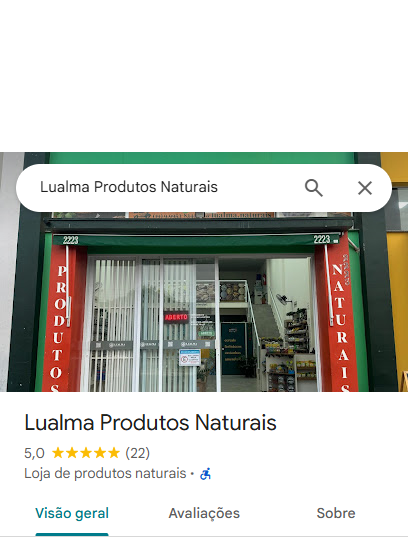 Lualma Produtos Naturais
2223
2223
PRODUTOS
NATURAIS
ABERTO
Lualma Produtos Naturais
5,0 (22)
Loja de produtos naturais •
Visão geral
Avaliações
Sobre